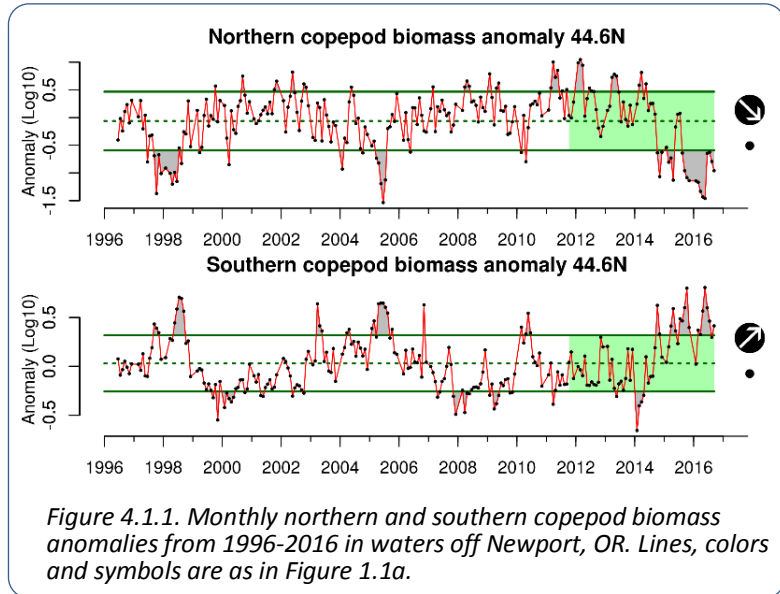 Northern copepod biomass anomaly 44.6N
Anomaly (Log10)
0.5
-0.5
-1.5
1996 1998 2000 2002 2004 2006 2008 2010 2012 2014 2016
Southern copepod biomass anomaly 44.6N
Anomaly (Log10)
0.5
0.0
-0.5
1996 1998 2000 2002 2004 2006 2008 2010 2012 2014 2016
Figure 4.1.1. Monthly northern and southern copepod biomass
anomalies from 1996-2016 in waters off Newport, OR. Lines, colors
and symbols are as in Figure 1.1a.